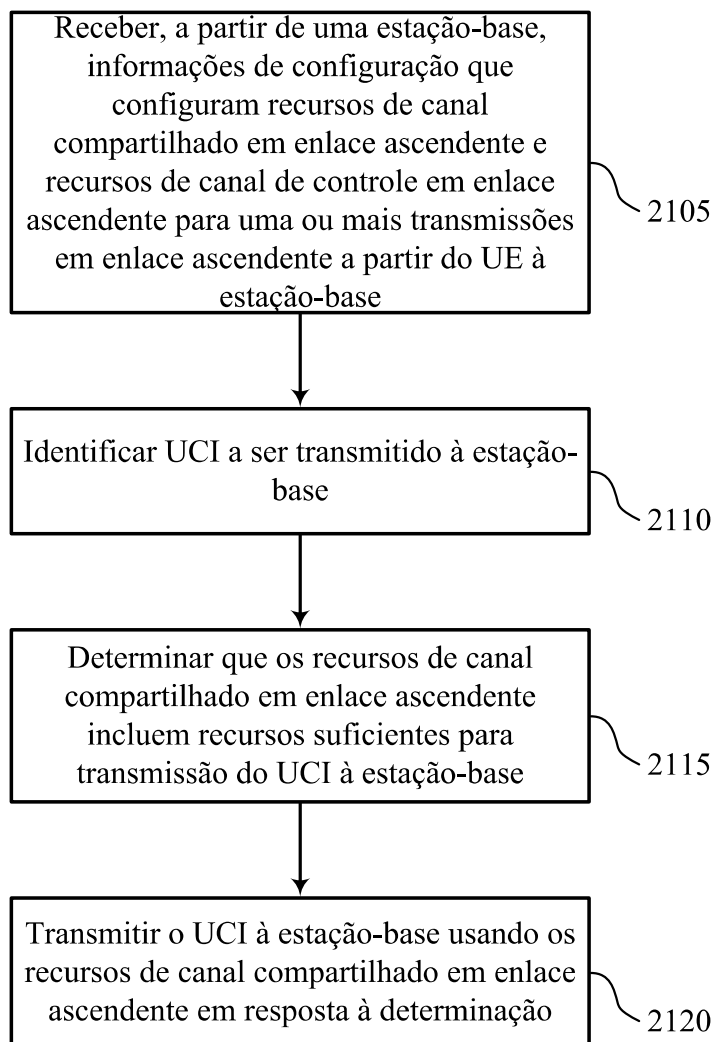 Receber, a partir de uma estação-base,
informações de configuração que
configuram recursos de canal
compartilhado em enlace ascendente e
recursos de canal de controle em enlace
ascendente para uma ou mais transmissões
em enlace ascendente a partir do UE à
estação-base
2105
Identificar UCI a ser transmitido à estação-
base
2110
Determinar que os recursos de canal
compartilhado em enlace ascendente
incluem recursos suficientes para
transmissão do UCI à estação-base
2115
Transmitir o UCI à estação-base usando os
recursos de canal compartilhado em enlace
ascendente em resposta à determinação
2120